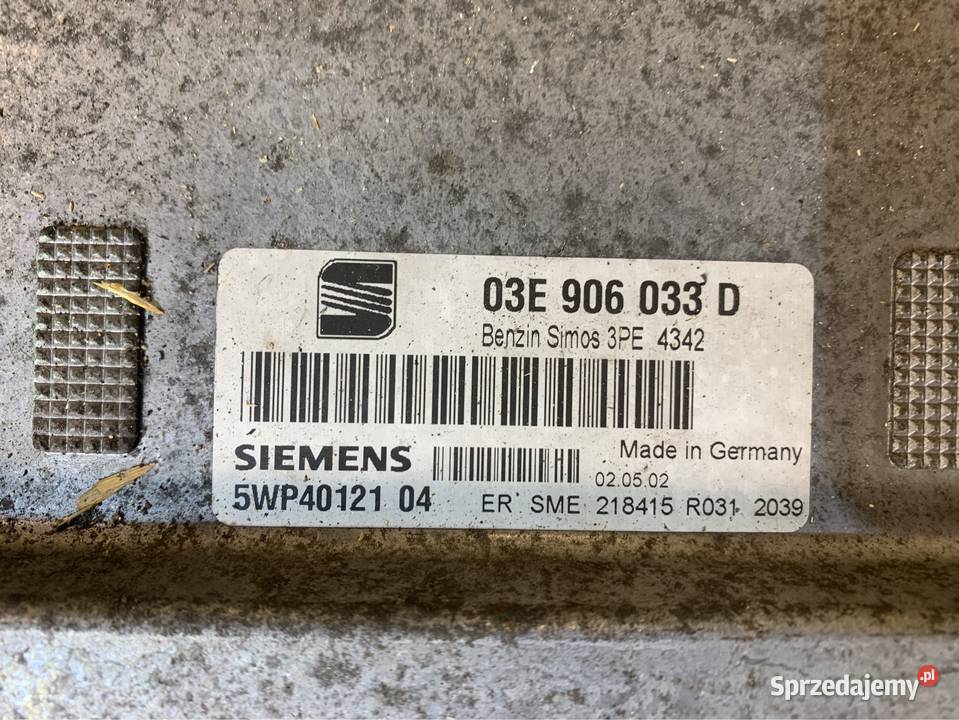 03E 906 033 D
Benzin Simos 3PE 4342
SIEMENS
Made in Germany
02.05.02
5WP40121 04
ER SME 218415 R031 2039
Sprzedajemy.pl